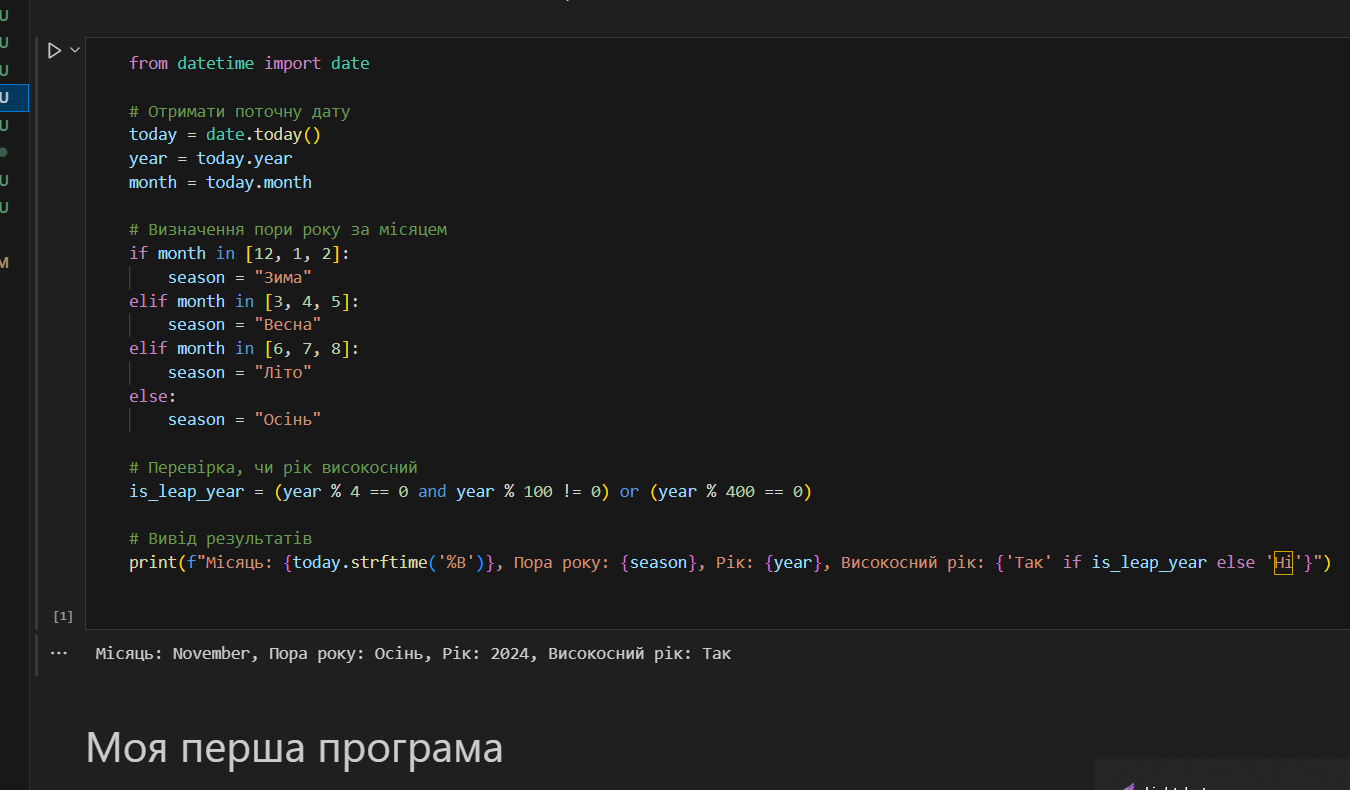 U
U
U
U
U
U
U
M
from datetime import date
# Отримати поточну дату
today = date.today()
year = today.year
month = today.month
# Визначення пори року за місяцем
if month in [12, 1, 2]:
season = "Зима"
elif month in [3, 4, 5]:
season = "Весна"
elif month in [6, 7, 8]:
season = "Літо"
else:
season = "Осінь"
# Перевірка, чи рік високосний
is_leap_year = (year % 4 == 0 and year % 100 != 0) or (year % 400 == 0)
# Вивід результатів
print(f"Місяць: {today.strftime('%B')}, Пора року: {season}, Рік: {year}, Високосний рік: {'Так' if is_leap_year else 'Ні'}")
[1]
... Місяць: November, Пора року: Осінь, Рік: 2024, Високосний рік: Так
Моя перша програма